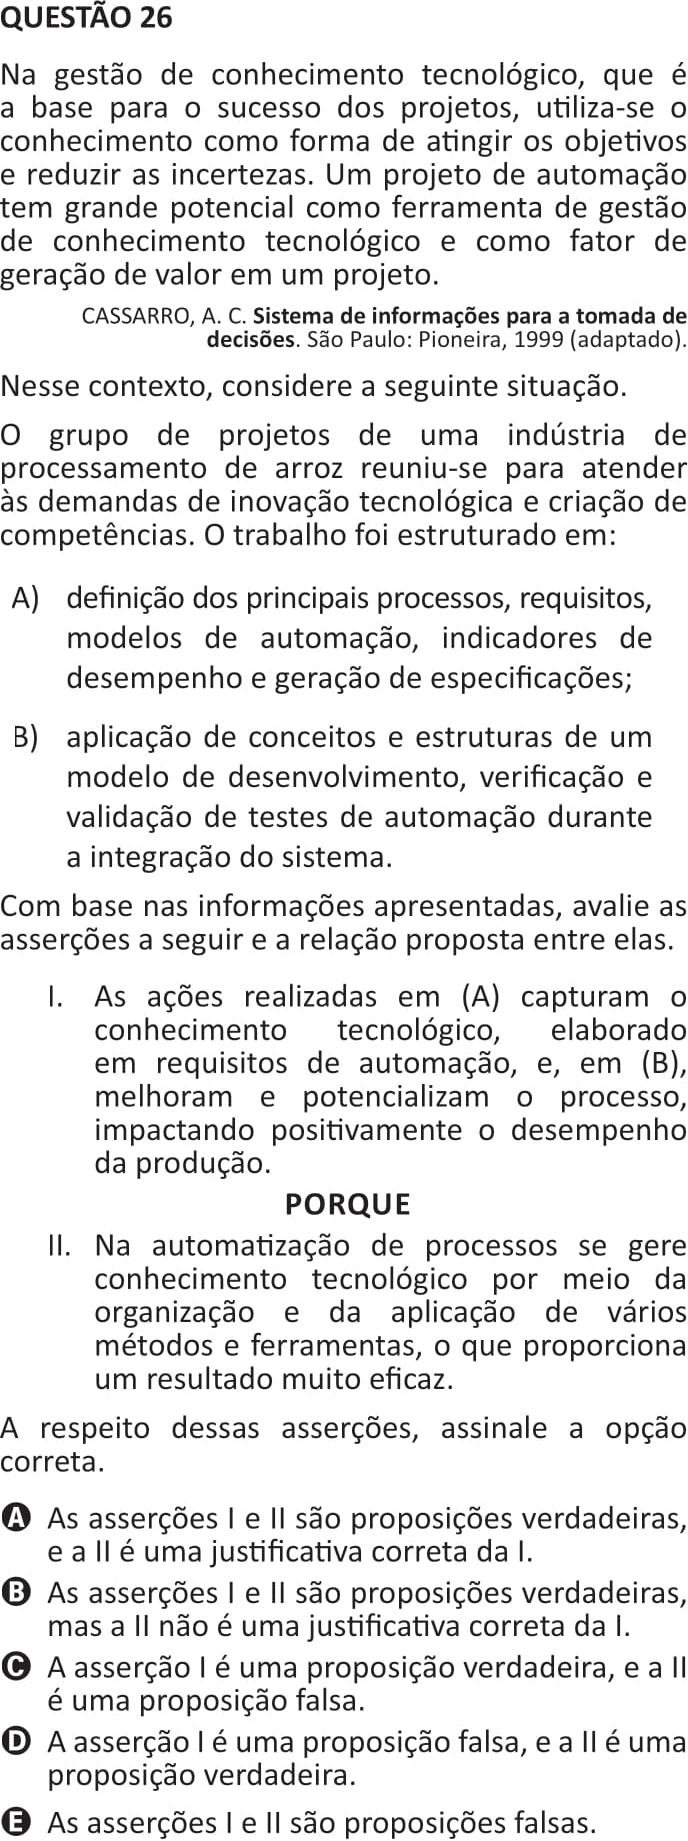 QUESTÃO 26
Na gestão de conhecimento tecnológico, que é
a base para o sucesso dos projetos, utiliza-se o
conhecimento como forma de atingir os objetivos
e reduzir as incertezas. Um projeto de automação
tem grande potencial como ferramenta de gestão
de conhecimento tecnológico e como fator de
geração de valor em um projeto.
CASSARRO, A. C. Sistema de informações para a tomada de
decisões. São Paulo: Pioneira, 1999 (adaptado).
Nesse contexto, considere a seguinte situação.
O grupo de projetos de uma indústria de
processamento de arroz reuniu-se para atender
às demandas de inovação tecnológica e criação de
competências. O trabalho foi estruturado em:
A) definição dos principais processos, requisitos,
modelos de automação, indicadores de
desempenho e geração de especificações;
B) aplicação de conceitos e estruturas de um
modelo de desenvolvimento, verificação e
validação de testes de automação durante
a integração do sistema.
Com base nas informações apresentadas, avalie as
asserções a seguir e a relação proposta entre elas.
I. As ações realizadas em (A) capturam o
conhecimento tecnológico, elaborado
em requisitos de automação, e, em (B),
melhoram e potencializam o processo,
impactando positivamente o desempenho
da produção.
PORQUE
II. Na automatização de processos se gere
conhecimento tecnológico por meio da
organização e da aplicação de vários
métodos e ferramentas, o que proporciona
um resultado muito eficaz.
A respeito dessas asserções, assinale a opção
correta.
A As asserções I e II são proposições verdadeiras,
e a II é uma justificativa correta da I.
B As asserções I e II são proposições verdadeiras,
mas a II não é uma justificativa correta da I.
C A asserção I é uma proposição verdadeira, e a II
é uma proposição falsa.
D A asserção I é uma proposição falsa, e a II é uma
proposição verdadeira.
E As asserções I e II são proposições falsas.